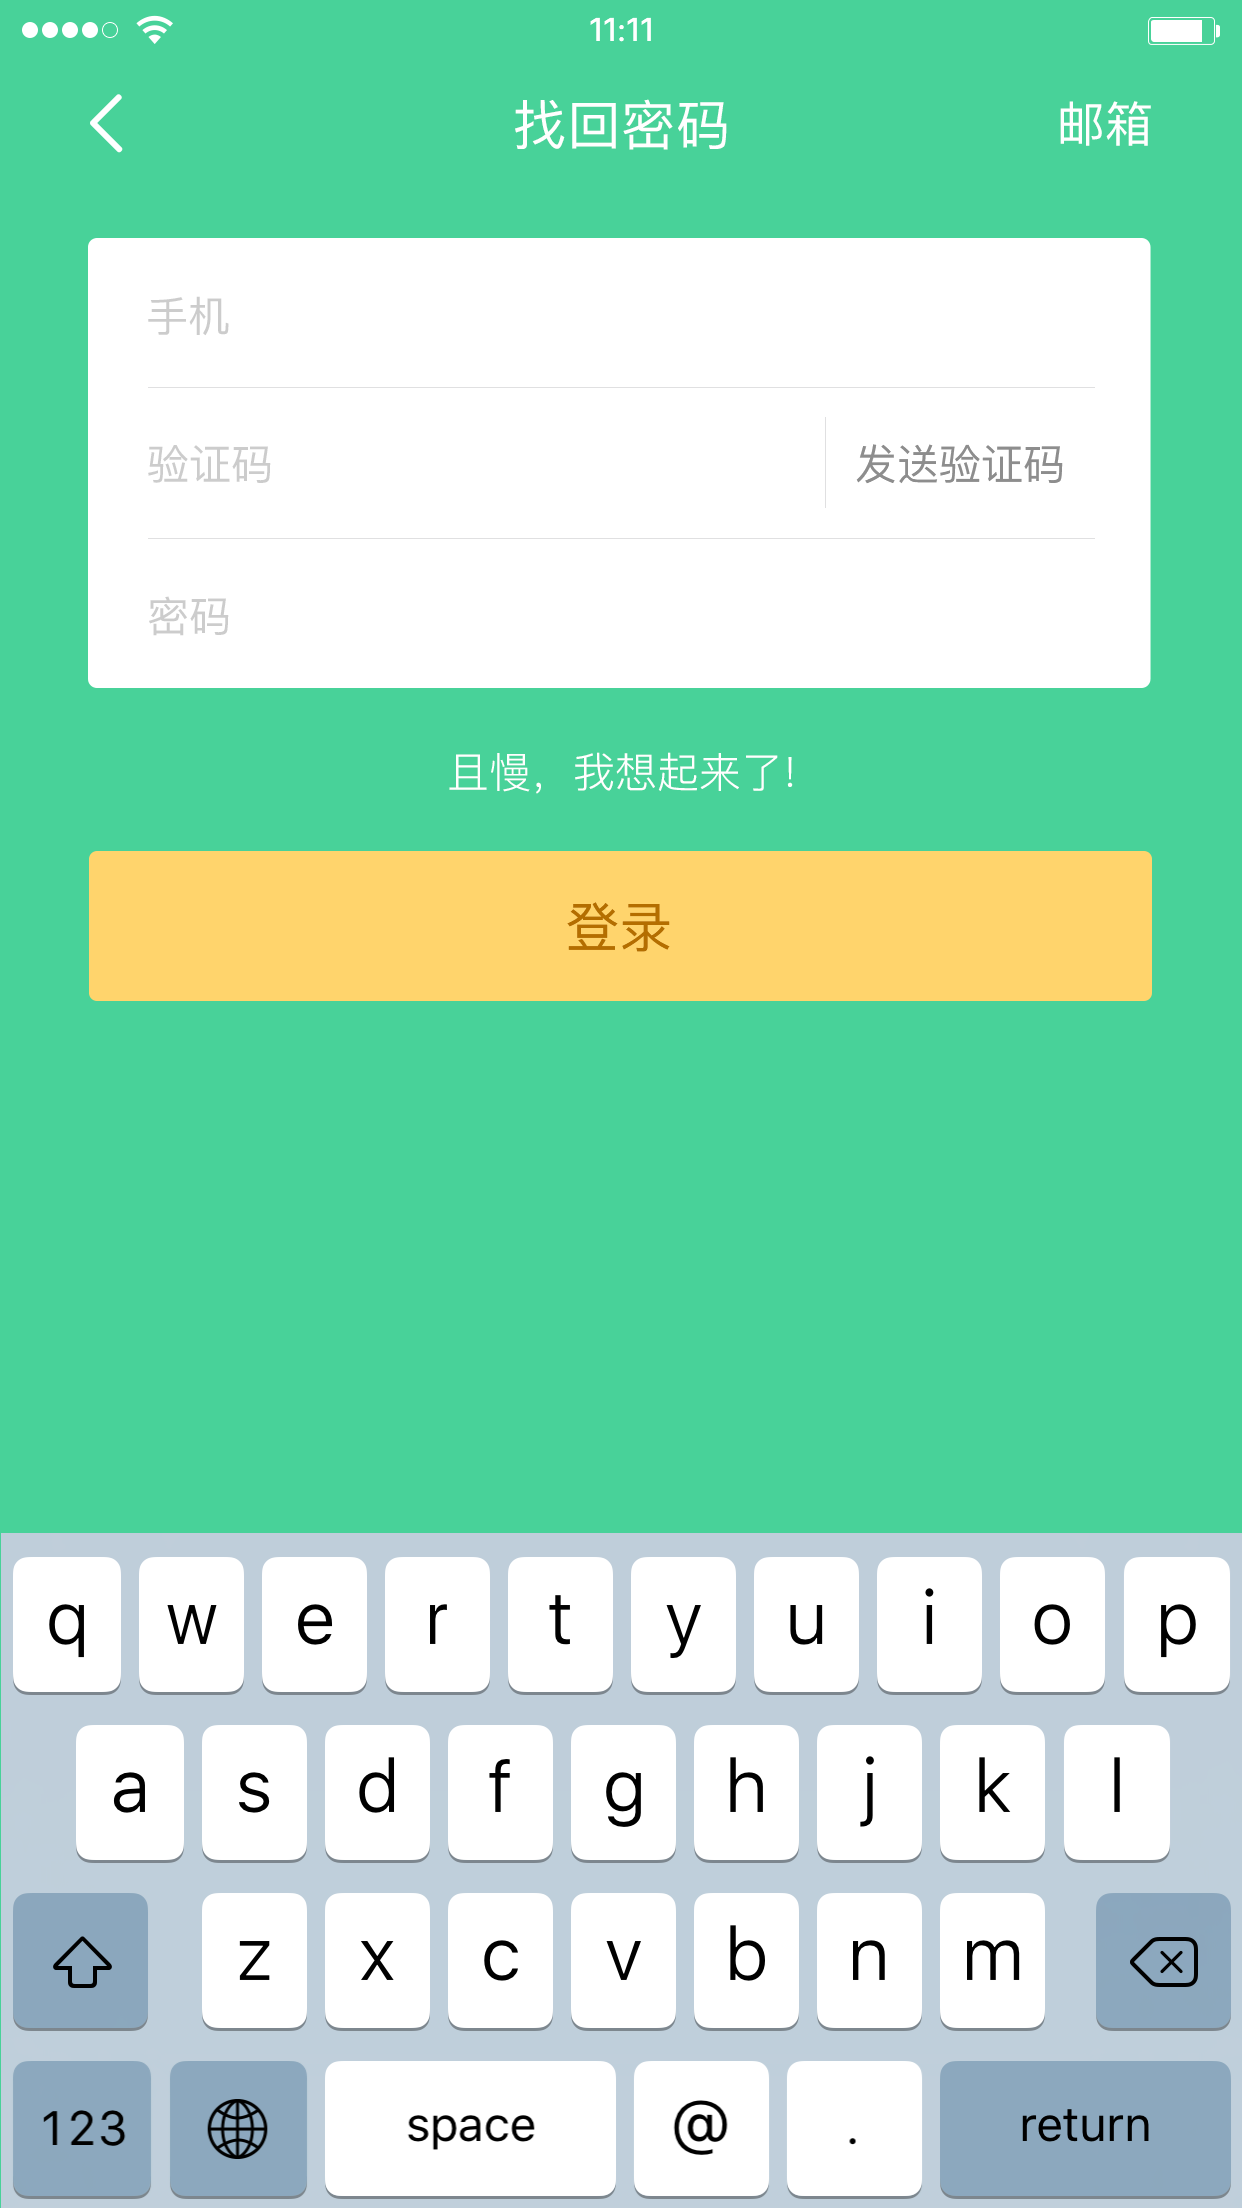 11:11
找回密码 邮箱
手机
验证码 发送验证码
密码
且慢，我想起来了!
登录
q w e r t y u i o p
a s d f g h j k l
z x c v b n m
123 space @ . return